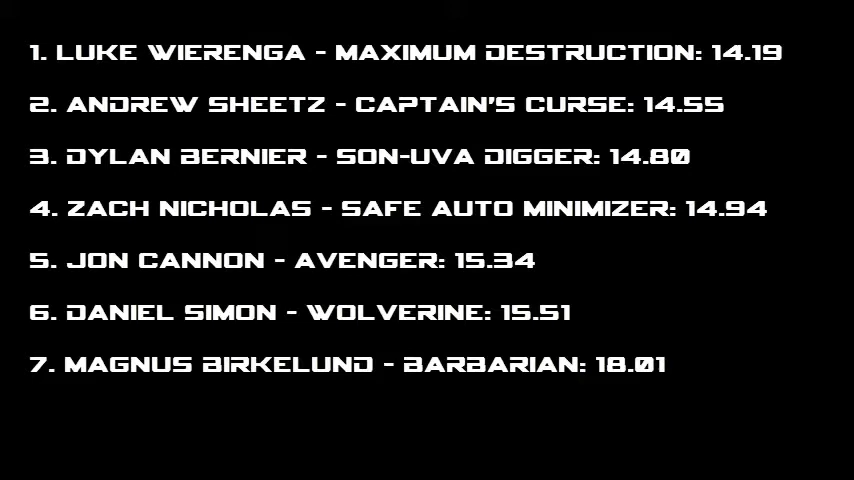 1. LUKE WIERENGA - MAXIMUM DESTRUCTION: 14.19
2. ANDREW SHEETZ - CAPTAIN'S CURSE: 14.55
3. DYLAN BERNIER - SON-UVA DIGGER: 14.80
4. ZACH NICHOLAS - SAFE AUTO MINIMIZER: 14.94
5. JON CANNON - AVENGER: 15.34
6. DANIEL SIMON - WOLVERINE: 15.51
7. MAGNUS BIRKELUND - BARBARIAN: 18.01